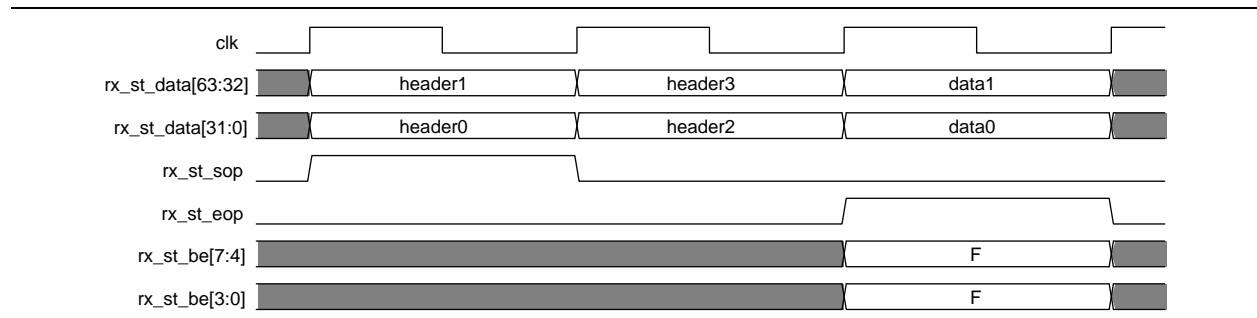 clk
rx_st_data[63:32] header1 header3 data1
rx_st_data[31:0] header0 header2 data0
rx_st_sop
rx_st_eop
rx_st_be[7:4] F
rx_st_be[3:0] F